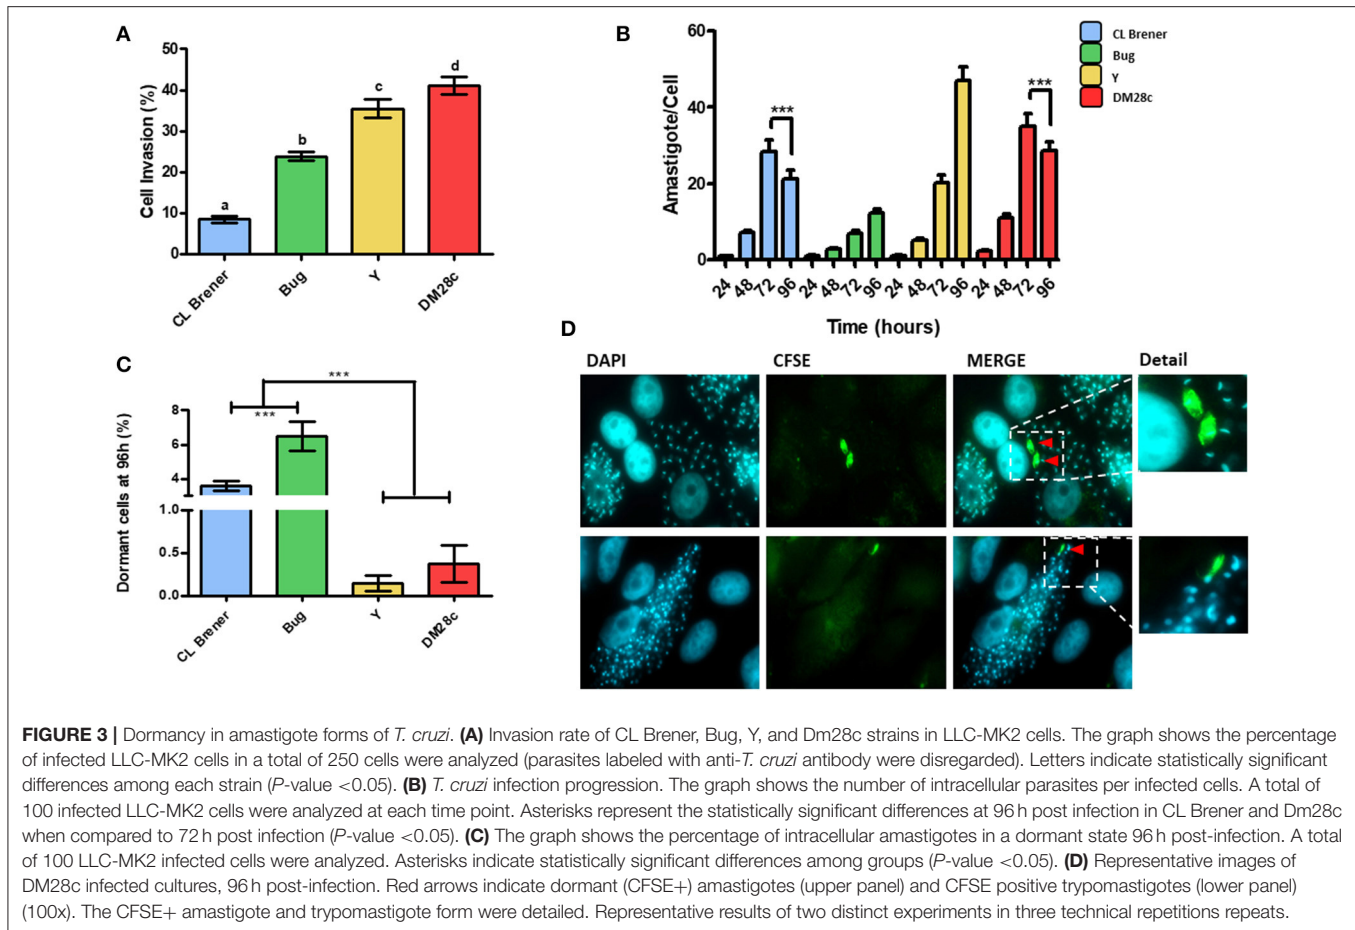 A
Cell Invasion (%)
50
40
30
20
10
0
a
b
c
d
CL Brener
Bug
Y
DM28c
B
Amastigote/Cell
60
40
20
0
***
***
24
48
72
96
24
48
72
96
24
48
72
96
24
48
72
96
Time (hours)
CL Brener
Bug
Y
DM28c
C
Dormant cells at 96h (%)
8
6
4
1.0
0.5
0.0
***
***
CL Brener
Bug
Y
DM28c
D
DAPI
CFSE
MERGE
Detail
FIGURE 3 | Dormancy in amastigote forms of T. cruzi. (A) Invasion rate of CL Brener, Bug, Y, and Dm28c strains in LLC-MK2 cells. The graph shows the percentage
of infected LLC-MK2 cells in a total of 250 cells were analyzed (parasites labeled with anti-T. cruzi antibody were disregarded). Letters indicate statistically significant
differences among each strain (P-value <0.05). (B) T. cruzi infection progression. The graph shows the number of intracellular parasites per infected cells. A total of
100 infected LLC-MK2 cells were analyzed at each time point. Asterisks represent the statistically significant differences at 96 h post infection in CL Brener and Dm28c
when compared to 72 h post infection (P-value <0.05). (C) The graph shows the percentage of intracellular amastigotes in a dormant state 96 h post-infection. A total
of 100 LLC-MK2 infected cells were analyzed. Asterisks indicate statistically significant differences among groups (P-value <0.05). (D) Representative images of
DM28c infected cultures, 96 h post-infection. Red arrows indicate dormant (CFSE+) amastigotes (upper panel) and CFSE positive trypomastigotes (lower panel)
(100x). The CFSE+ amastigote and trypomastigote form were detailed. Representative results of two distinct experiments in three technical repetitions repeats.